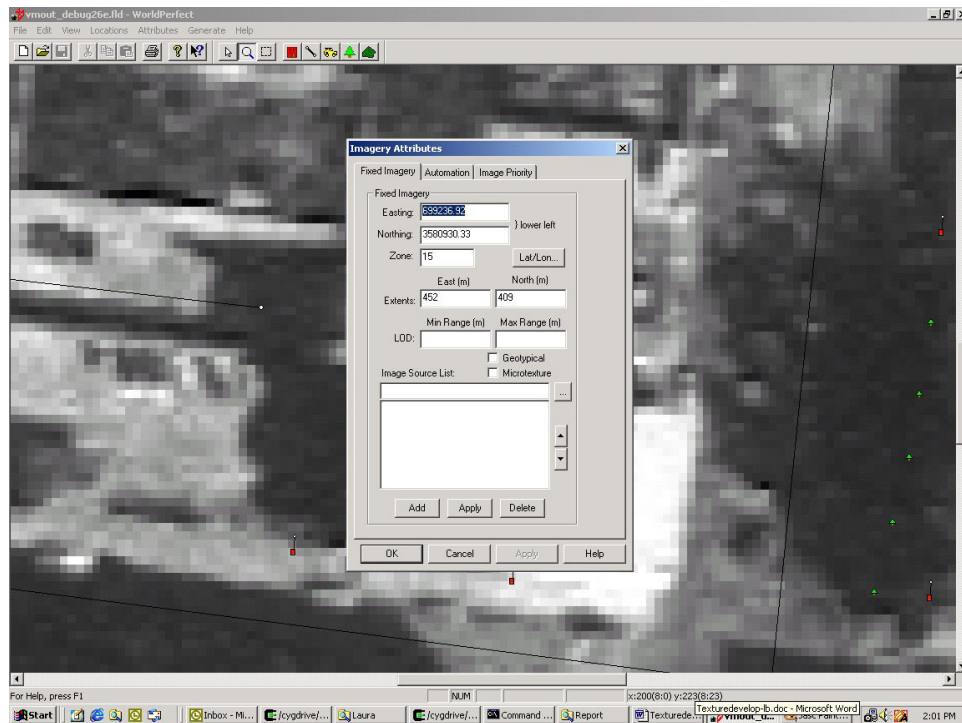 vmout_debug26e.fld - WorldPerfect
File Edit View Locations Attributes Generate Help
Imagery Attributes
Fixed Imagery Automation Image Priority
Fixed Imagery
Easting: 699236.92
} lower left
Northing: 3580930.33
Zone: 15 Lat/Lon...
East (m) North (m)
Extents: 452 409
Min Range (m) Max Range (m)
LOD:
Geotypical
Image Source List: Microtexture
...
Add Apply Delete
OK Cancel Apply Help
For Help, press F1 NUM x:200(8:0) y:223(8:23)
Texturedevelop-lb.doc - Microsoft Word
Start Inbox - Mi... /cygdrive/... Laura /cygdrive/... Command ... Report Texturede... vmout_d... 2:01 PM